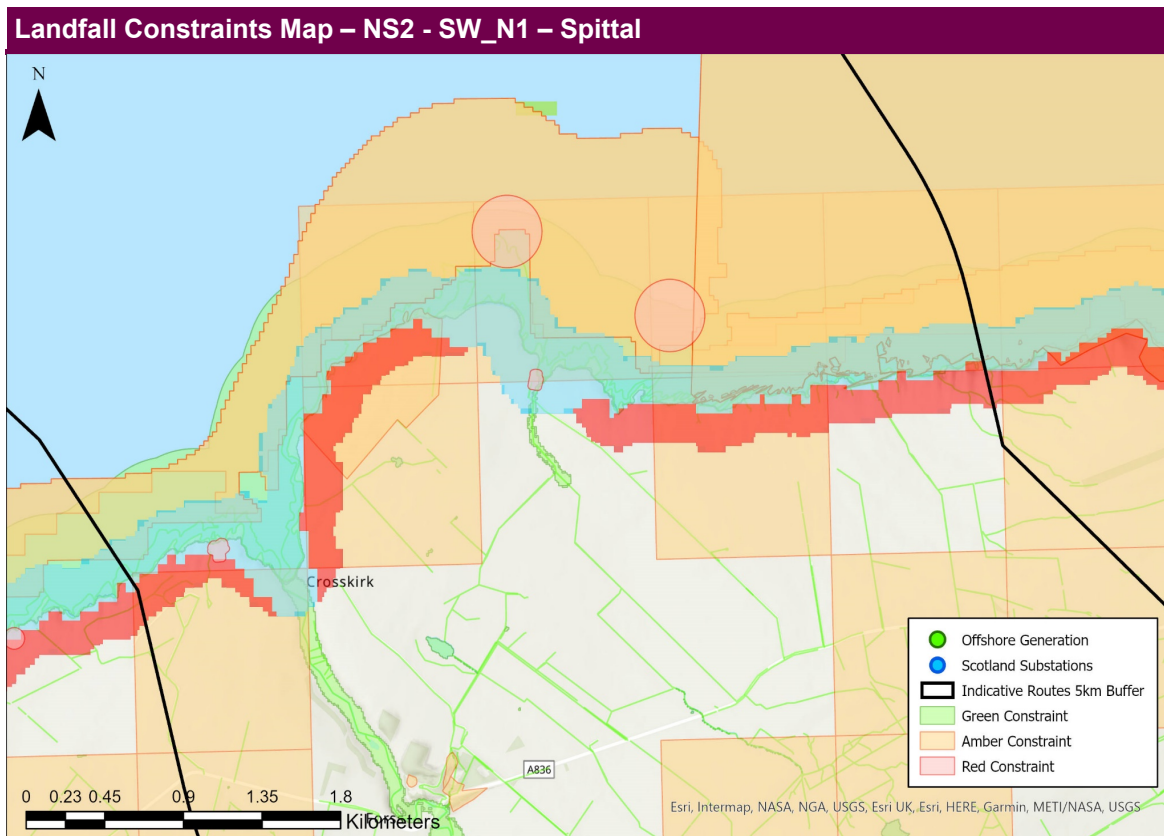 Landfall Constraints Map – NS2 - SW_N1 – Spittal
N
Crosskirk
Offshore Generation
Scotland Substations
Indicative Routes 5km Buffer
Green Constraint
Amber Constraint
Red Constraint
A836
0 0.23 0.45 0.9 1.35 1.8
Kilometers
Esri, Intermap, NASA, NGA, USGS, Esri UK, Esri, HERE, Garmin, METI/NASA, USGS